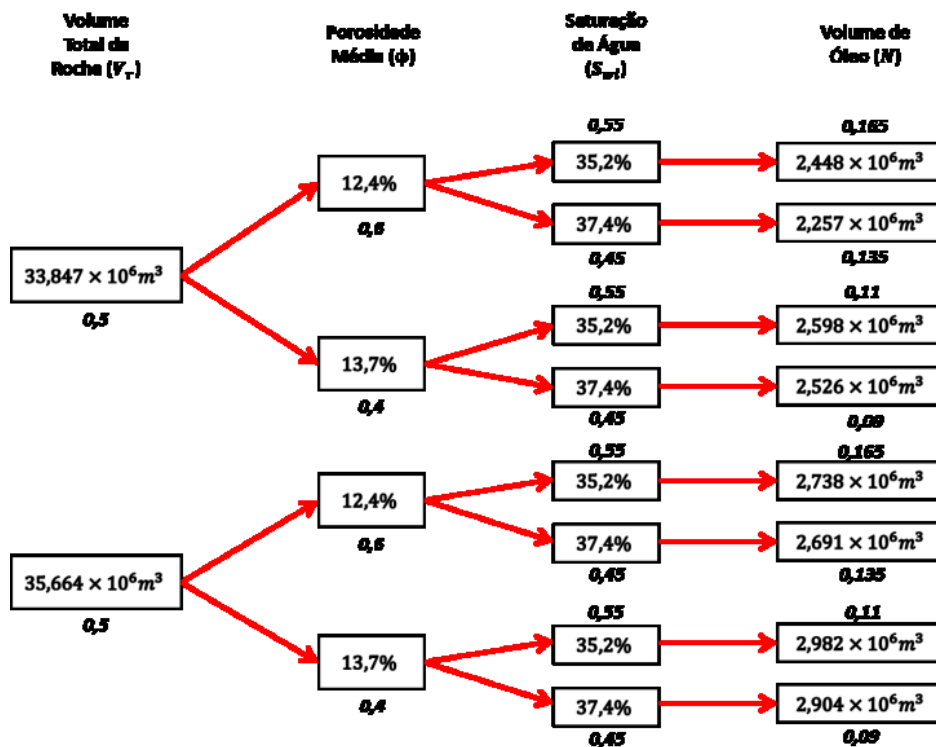 Volume
Total da
Rocha (V_T)
Porosidade
Média (ϕ)
Saturação
de Água
(S_wi)
Volume de
Óleo (N)
0,55
0,165
35,2%
2,448 × 10⁶m³
12,4%
37,4%
2,257 × 10⁶m³
0,6
0,45
0,135
33,847 × 10⁶m³
0,5
0,55
0,11
35,2%
2,598 × 10⁶m³
13,7%
37,4%
2,526 × 10⁶m³
0,4
0,45
0,09
0,55
0,165
35,2%
2,738 × 10⁶m³
12,4%
37,4%
2,691 × 10⁶m³
0,6
0,45
0,135
35,664 × 10⁶m³
0,5
0,55
0,11
35,2%
2,982 × 10⁶m³
13,7%
37,4%
2,904 × 10⁶m³
0,4
0,45
0,09